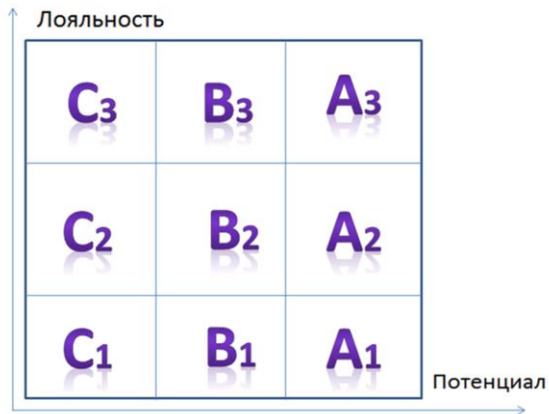 Лояльность
C3 B3 A3
C2 B2 A2
C1 B1 A1
Потенциал